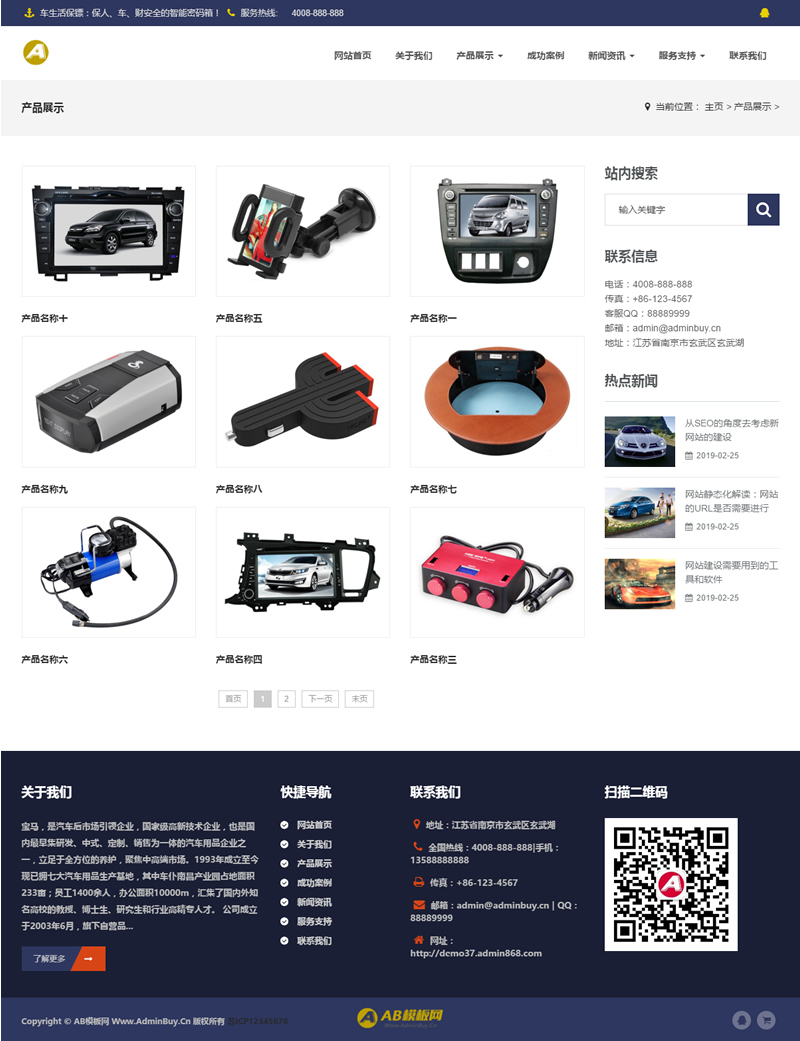 车生活保镖：保人、车、财安全的智能密码箱！ 服务热线： 4008-888-888
A
网站首页 关于我们 产品展示 成功案例 新闻资讯 服务支持 联系我们
产品展示
当前位置： 主页 > 产品展示 >
产品名称十
产品名称五
产品名称一
产品名称九
产品名称八
产品名称七
产品名称六
产品名称四
产品名称三
首页 1 2 下一页 末页
站内搜索
输入关键字
联系信息
电话：4008-888-888
传真：+86-123-4567
客服QQ：88889999
邮箱：admin@adminbuy.cn
地址：江苏省南京市玄武区玄武湖
热点新闻
从SEO的角度去考虑新
网站的建设
2019-02-25
网站静态化解读：网站
的URL是否需要进行
2019-02-25
网站建设需要用到的工
具和软件
2019-02-25
关于我们
宝马，是汽车后市场引领企业，国家级高新技术企业，也是国
内最早集研发、中式、定制、销售为一体的汽车用品企业之
一，立足于全方位的养护，聚焦中高端市场。1993年成立至今
现已拥七大汽车用品生产基地，其中车仆南昌产业园占地面积
233亩；员工1400余人，办公面积10000m，汇集了国内外知
名高校的教授、博士生、研究生和行业高精专人才。 公司成立
于2003年6月，旗下自营品...
了解更多
快捷导航
网站首页
关于我们
产品展示
成功案例
新闻资讯
服务支持
联系我们
联系我们
地址：江苏省南京市玄武区玄武湖
全国热线：4008-888-888|手机：
13588888888
传真：+86-123-4567
邮箱：admin@adminbuy.cn | QQ：
88889999
网址：
http://demo37.admin868.com
扫描二维码
A
Copyright © AB模板网 Www.AdminBuy.Cn 版权所有 苏ICP12345678
AB模板网
Www.AdminBuy.Cn